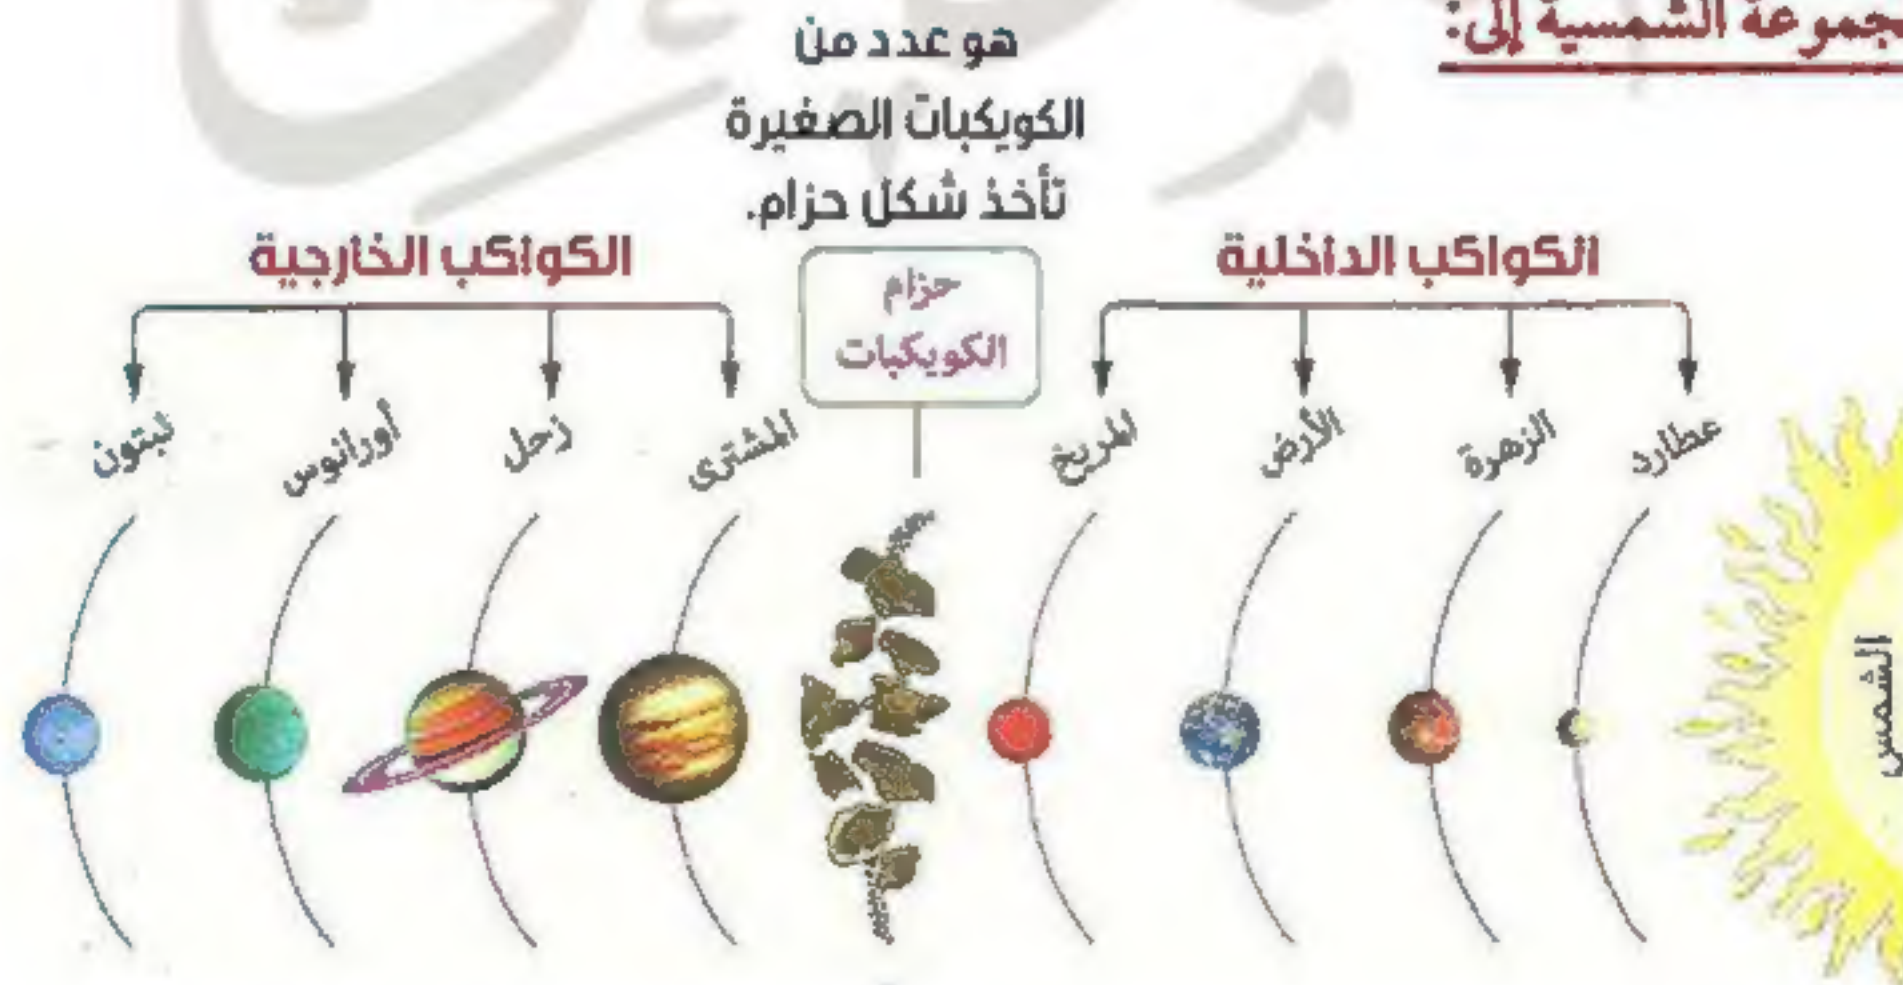 جموعة الشمسية إلى:
هو عدد من
الكويكبات الصغيرة
تأخذ شكل حزام.
الكواكب الداخلية
حزام
الكويكبات
الكواكب الخارجية
عطارد
الزهرة
الأرض
المريخ
المشترى
زحل
أورانوس
نبتون
الشمس